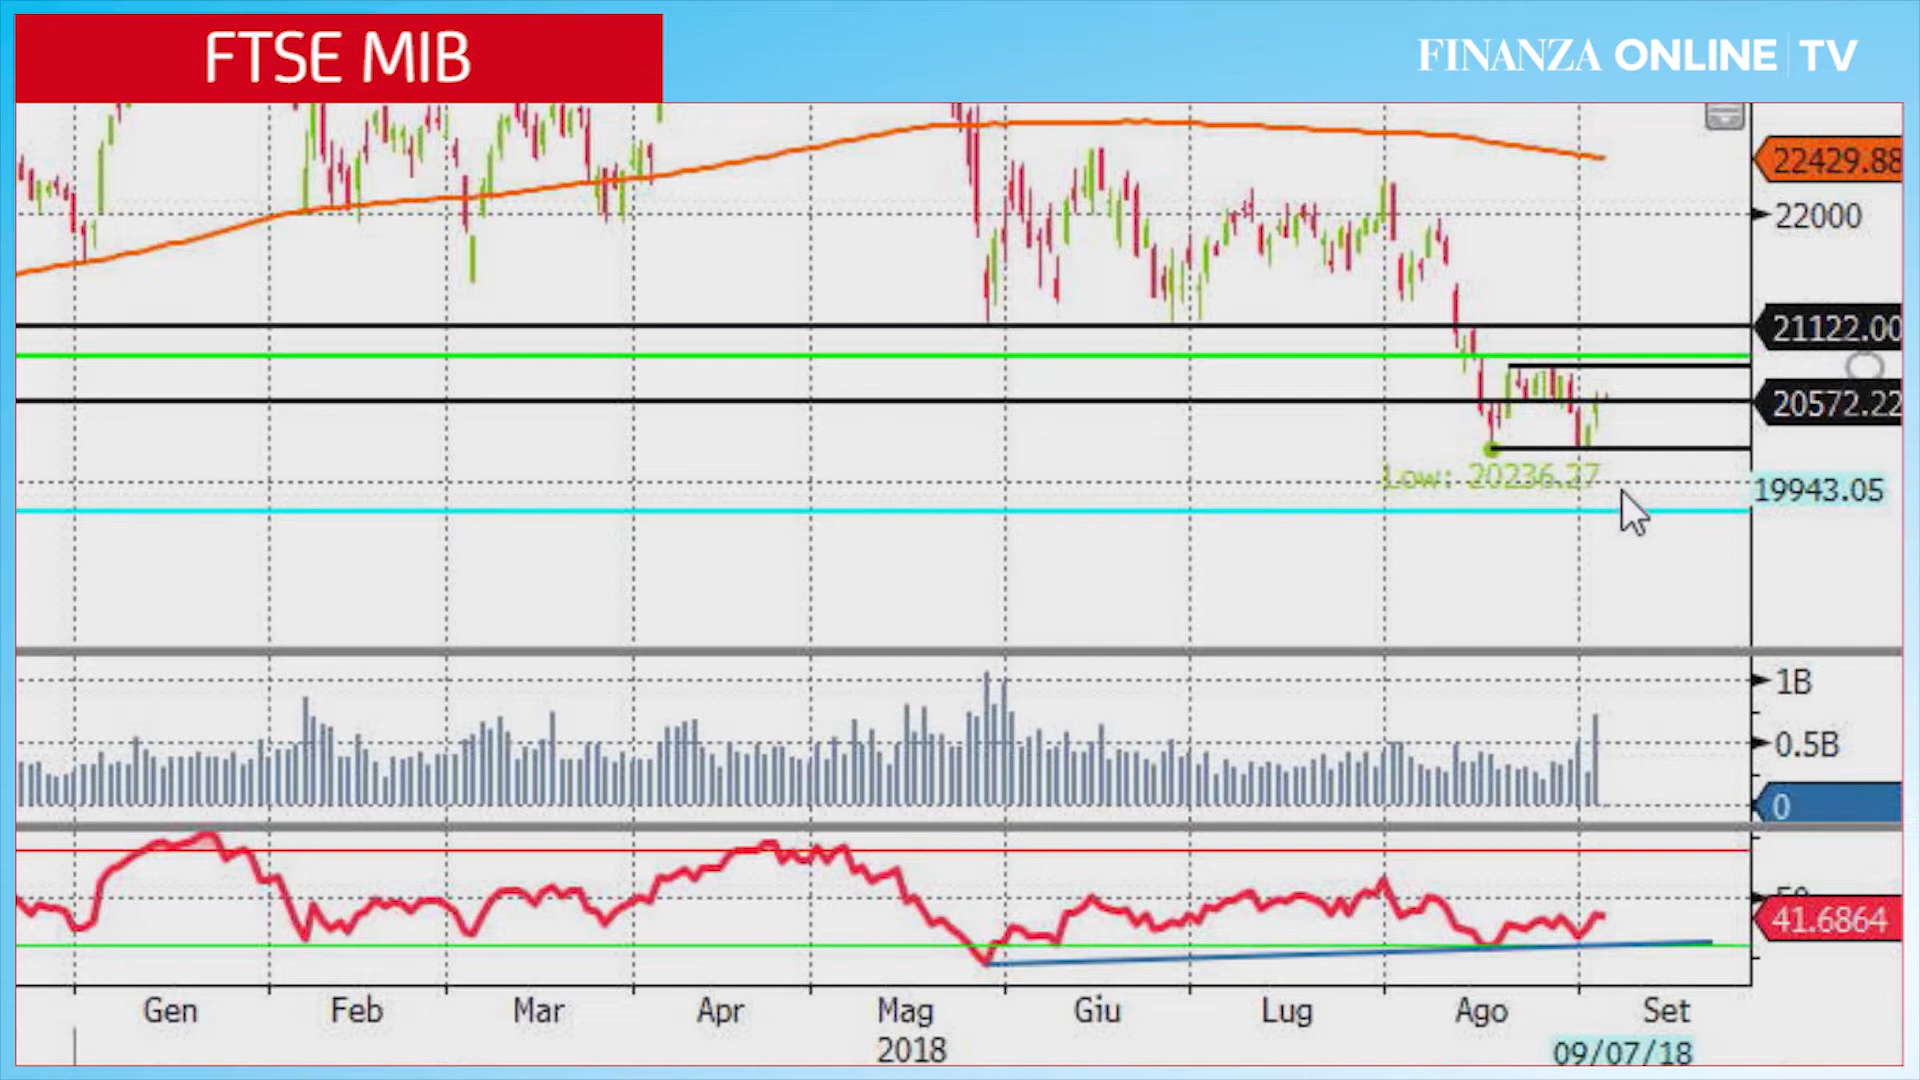 FTSE MIB
FINANZA ONLINE TV
22429.88
22000
21122.00
20572.22
Low: 20236.27
19943.05
1B
0.5B
0
50
41.6864
Gen Feb Mar Apr Mag Giu Lug Ago Set
2018
09/07/18